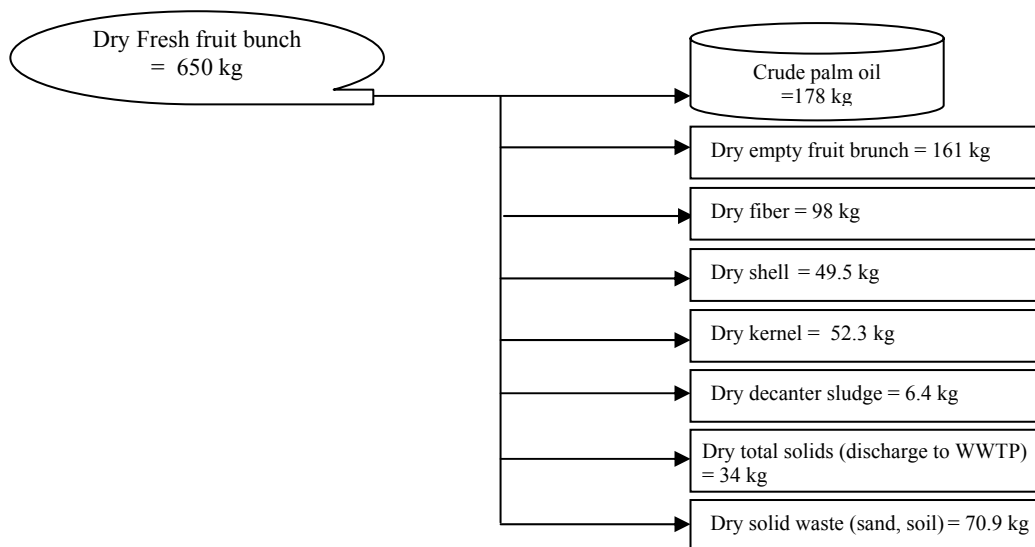 Dry Fresh fruit bunch
= 650 kg
Crude palm oil
=178 kg
Dry empty fruit brunch = 161 kg
Dry fiber = 98 kg
Dry shell = 49.5 kg
Dry kernel = 52.3 kg
Dry decanter sludge = 6.4 kg
Dry total solids (discharge to WWTP)
= 34 kg
Dry solid waste (sand, soil) = 70.9 kg